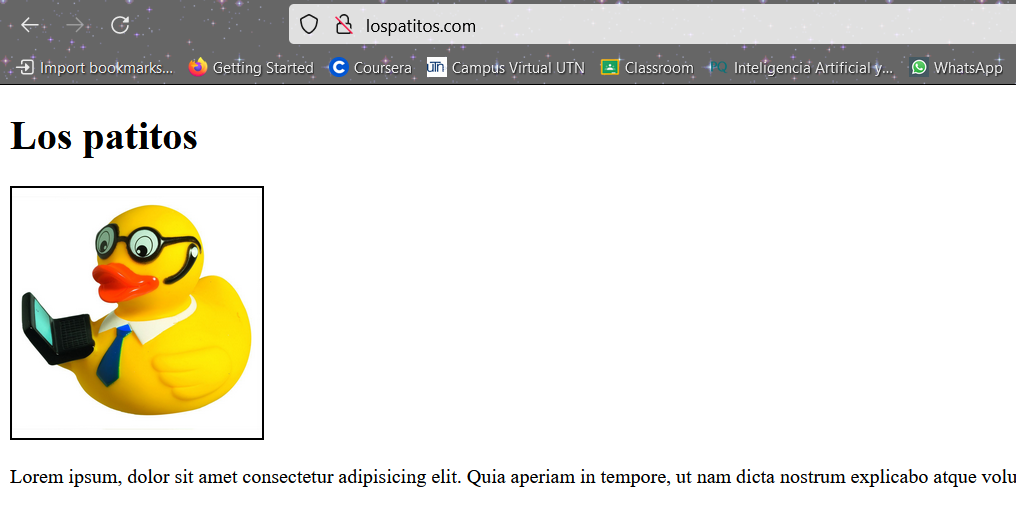 lospatitos.com
Import bookmarks... Getting Started Coursera UTN Campus Virtual UTN Classroom Inteligencia Artificial y... WhatsApp
Los patitos
Lorem ipsum, dolor sit amet consectetur adipisicing elit. Quia aperiam in tempore, ut nam dicta nostrum explicabo atque volu